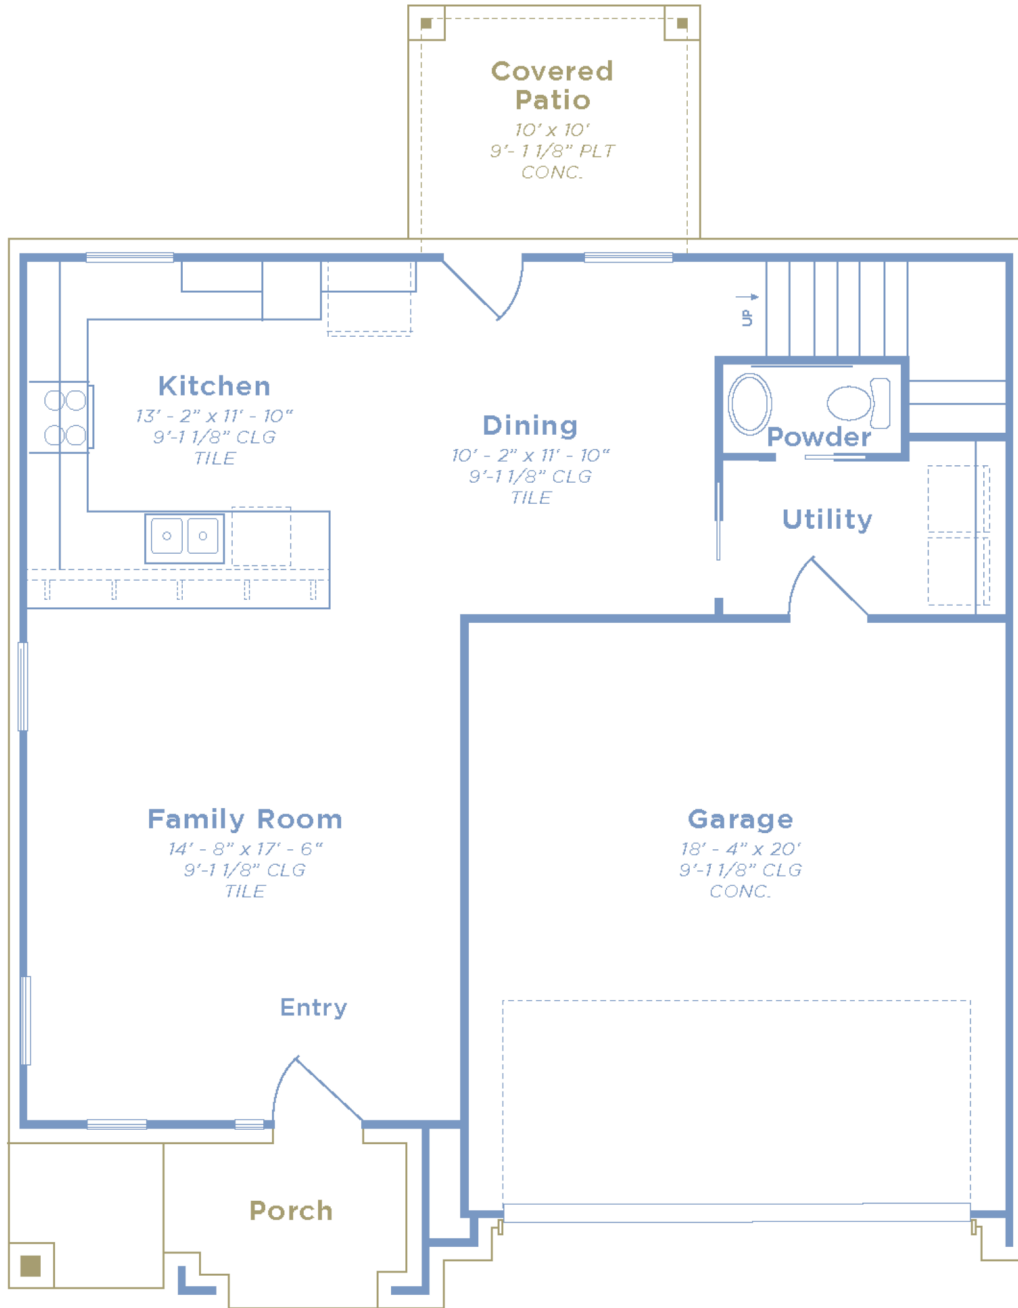 Covered
Patio
10' x 10'
9'- 1 1/8" PLT
CONC.
UP
Kitchen
13' - 2" x 11' - 10"
9'-1 1/8" CLG
TILE
Dining
10' - 2" x 11' - 10"
9'-1 1/8" CLG
TILE
Powder
Utility
Family Room
14' - 8" x 17' - 6"
9'-1 1/8" CLG
TILE
Garage
18' - 4" x 20'
9'-1 1/8" CLG
CONC.
Entry
Porch